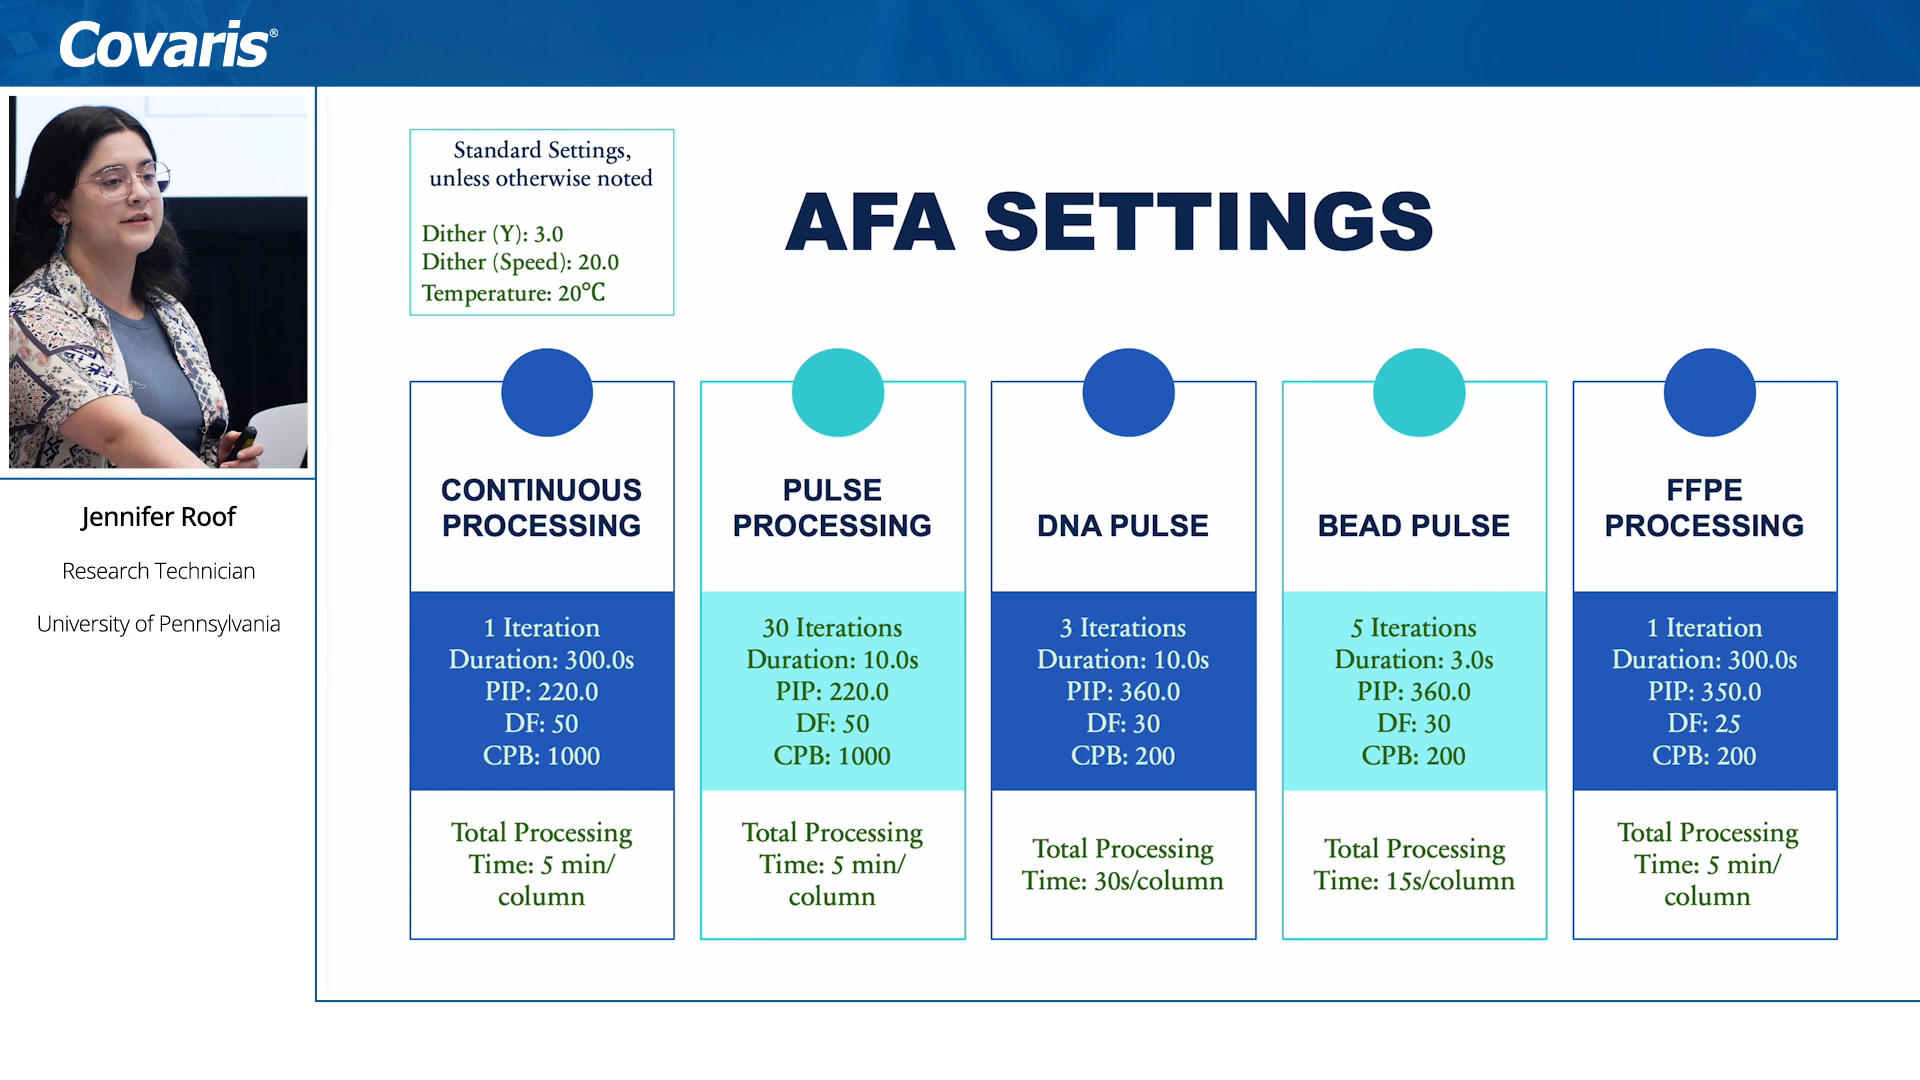 Covaris®
Jennifer Roof
Research Technician
University of Pennsylvania
Standard Settings,
unless otherwise noted
Dither (Y): 3.0
Dither (Speed): 20.0
Temperature: 20℃
AFA SETTINGS
CONTINUOUS
PROCESSING
1 Iteration
Duration: 300.0s
PIP: 220.0
DF: 50
CPB: 1000
Total Processing
Time: 5 min/
column
PULSE
PROCESSING
30 Iterations
Duration: 10.0s
PIP: 220.0
DF: 50
CPB: 1000
Total Processing
Time: 5 min/
column
DNA PULSE
3 Iterations
Duration: 10.0s
PIP: 360.0
DF: 30
CPB: 200
Total Processing
Time: 30s/column
BEAD PULSE
5 Iterations
Duration: 3.0s
PIP: 360.0
DF: 30
CPB: 200
Total Processing
Time: 15s/column
FFPE
PROCESSING
1 Iteration
Duration: 300.0s
PIP: 350.0
DF: 25
CPB: 200
Total Processing
Time: 5 min/
column